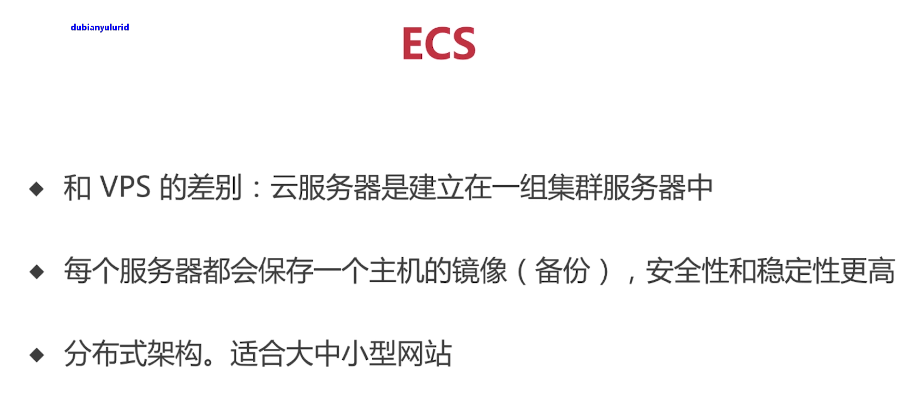 dubianyulurid
ECS
和 VPS 的差别：云服务器是建立在一组集群服务器中
每个服务器都会保存一个主机的镜像（备份），安全性和稳定性更高
分布式架构。适合大中小型网站